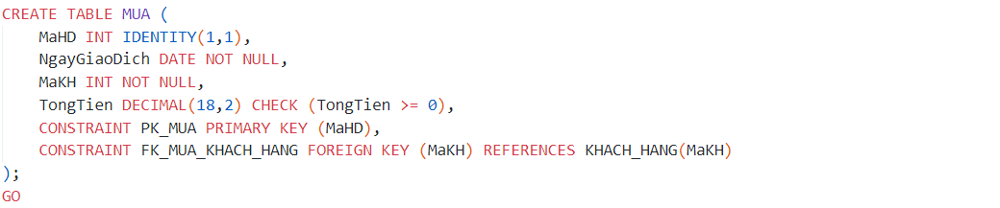 CREATE TABLE MUA (
    MaHD INT IDENTITY(1,1),
    NgayGiaoDich DATE NOT NULL,
    MaKH INT NOT NULL,
    TongTien DECIMAL(18,2) CHECK (TongTien >= 0),
    CONSTRAINT PK_MUA PRIMARY KEY (MaHD),
    CONSTRAINT FK_MUA_KHACH_HANG FOREIGN KEY (MaKH) REFERENCES KHACH_HANG(MaKH)
);
GO